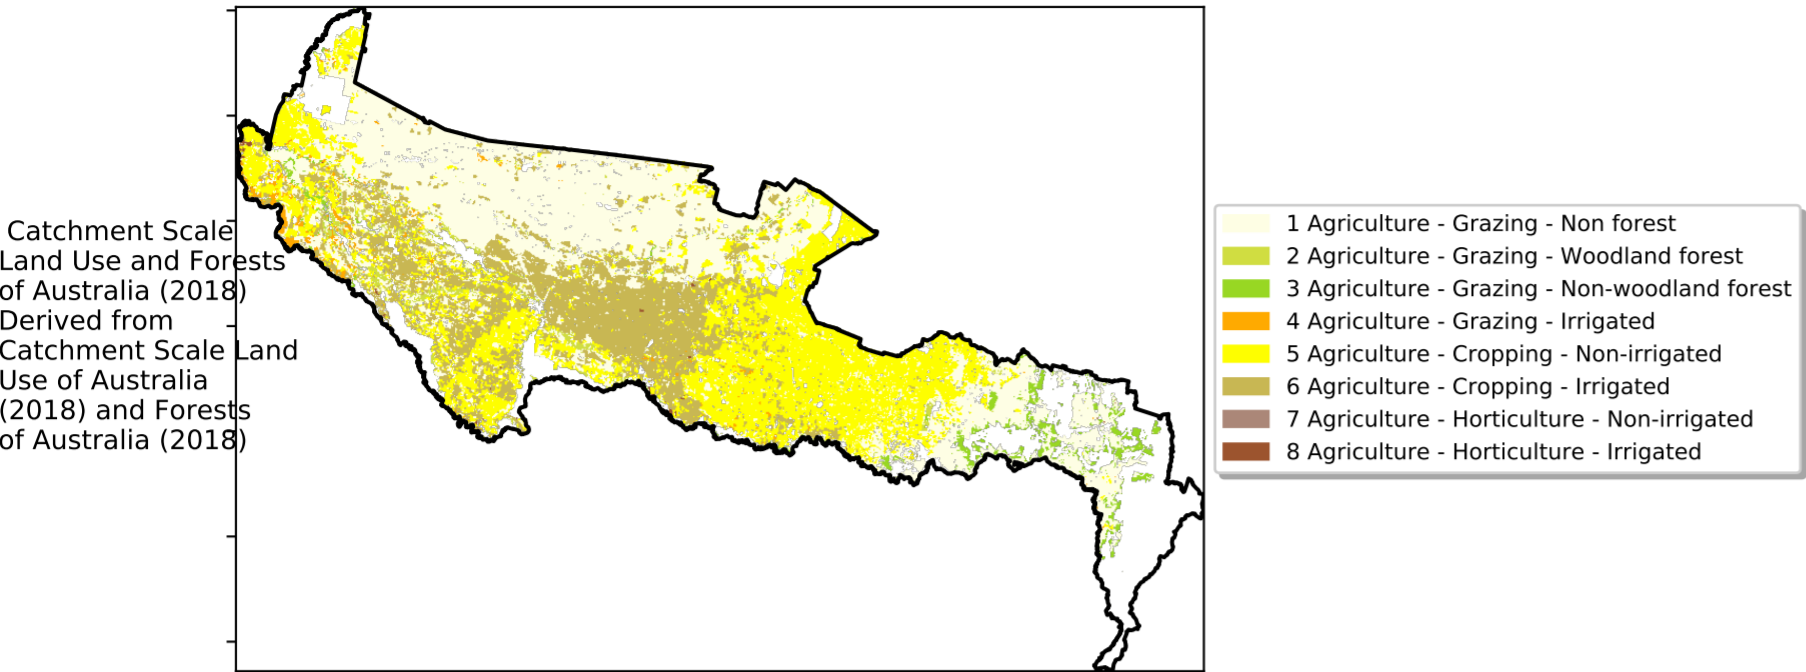 Catchment Scale
Land Use and Forests
of Australia (2018)
Derived from
Catchment Scale Land
Use of Australia
(2018) and Forests
of Australia (2018)
1 Agriculture - Grazing - Non forest
2 Agriculture - Grazing - Woodland forest
3 Agriculture - Grazing - Non-woodland forest
4 Agriculture - Grazing - Irrigated
5 Agriculture - Cropping - Non-irrigated
6 Agriculture - Cropping - Irrigated
7 Agriculture - Horticulture - Non-irrigated
8 Agriculture - Horticulture - Irrigated